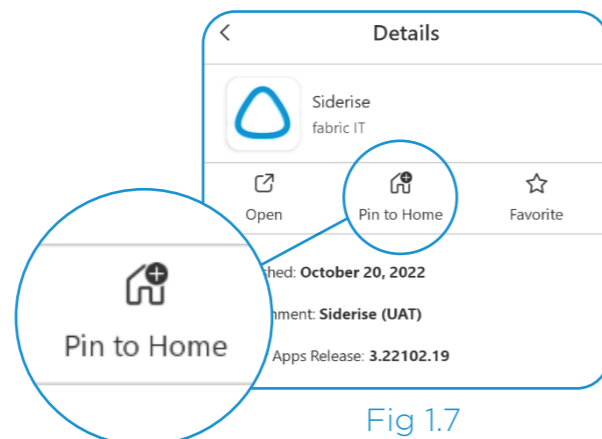 Details
Siderise
fabric IT
Open Pin to Home Favorite
Pin to Home
hed: October 20, 2022
nment: Siderise (UAT)
Apps Release: 3.22102.19
Fig 1.7